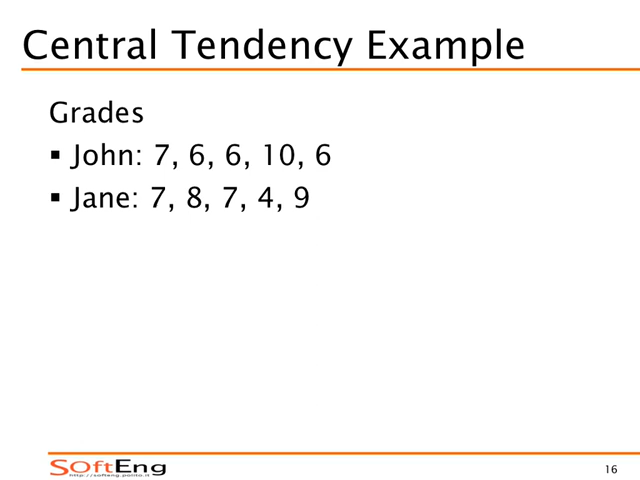 Central Tendency Example
Grades
▪ John: 7, 6, 6, 10, 6
▪ Jane: 7, 8, 7, 4, 9
SOftEng
http://softeng.polito.it
16